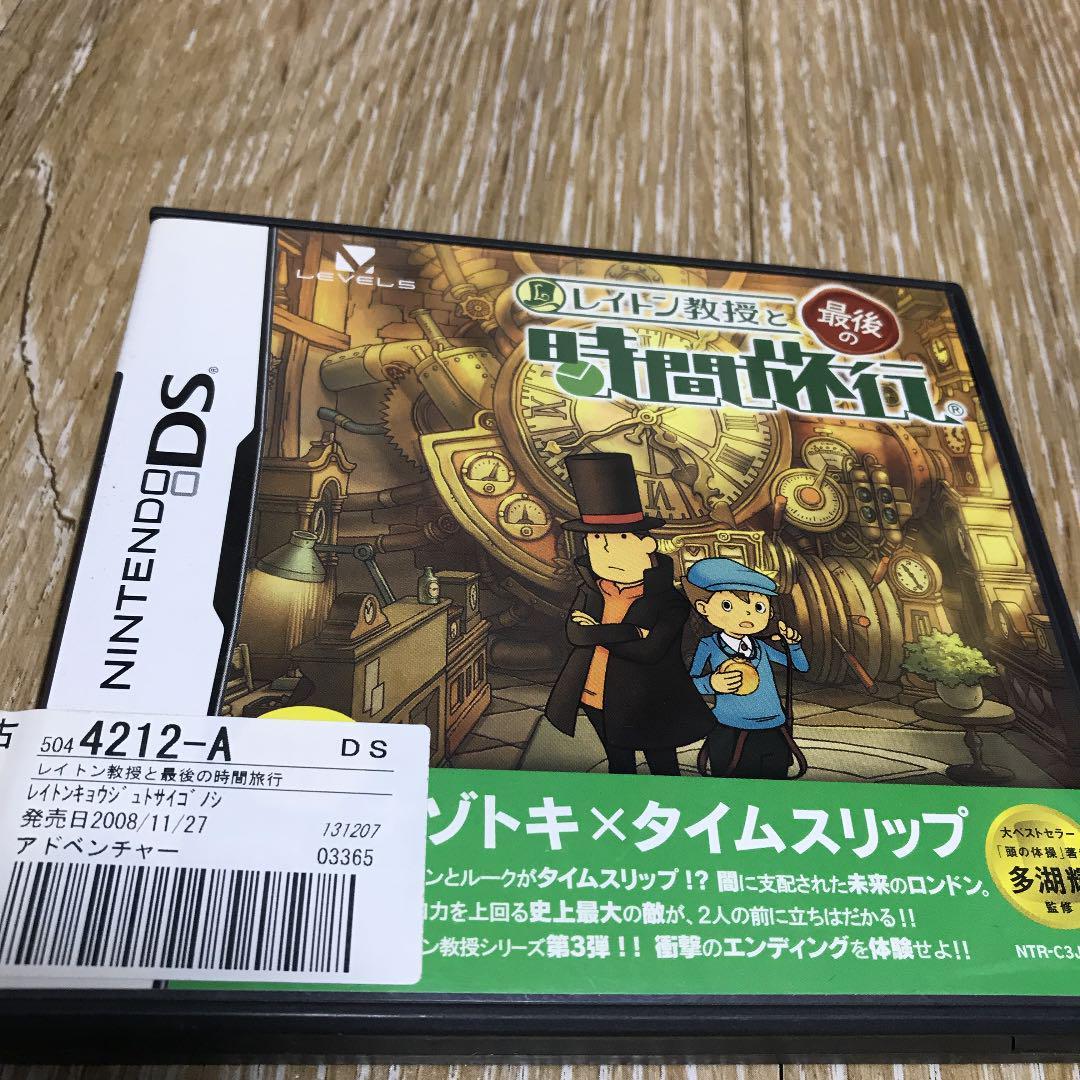 LEVEL5
レイトン教授と
最後の
時間旅行®
NINTENDO DS®
古
504 4212-A DS
レイトン教授と最後の時間旅行
ﾚｲﾄﾝｷｮｳｼﾞｭﾄｻｲｺﾞﾉｼ
発売日2008/11/27 131207
アドベンチャー 03365
ゾトキ×タイムスリップ
ンとルークがタイムスリップ!? 闇に支配された未来のロンドン。
力を上回る史上最大の敵が、2人の前に立ちはだかる!!
ン教授シリーズ第3弾!! 衝撃のエンディングを体験せよ!!
大ベストセラー
「頭の体操」著
多湖輝
監修
NTR-C3J